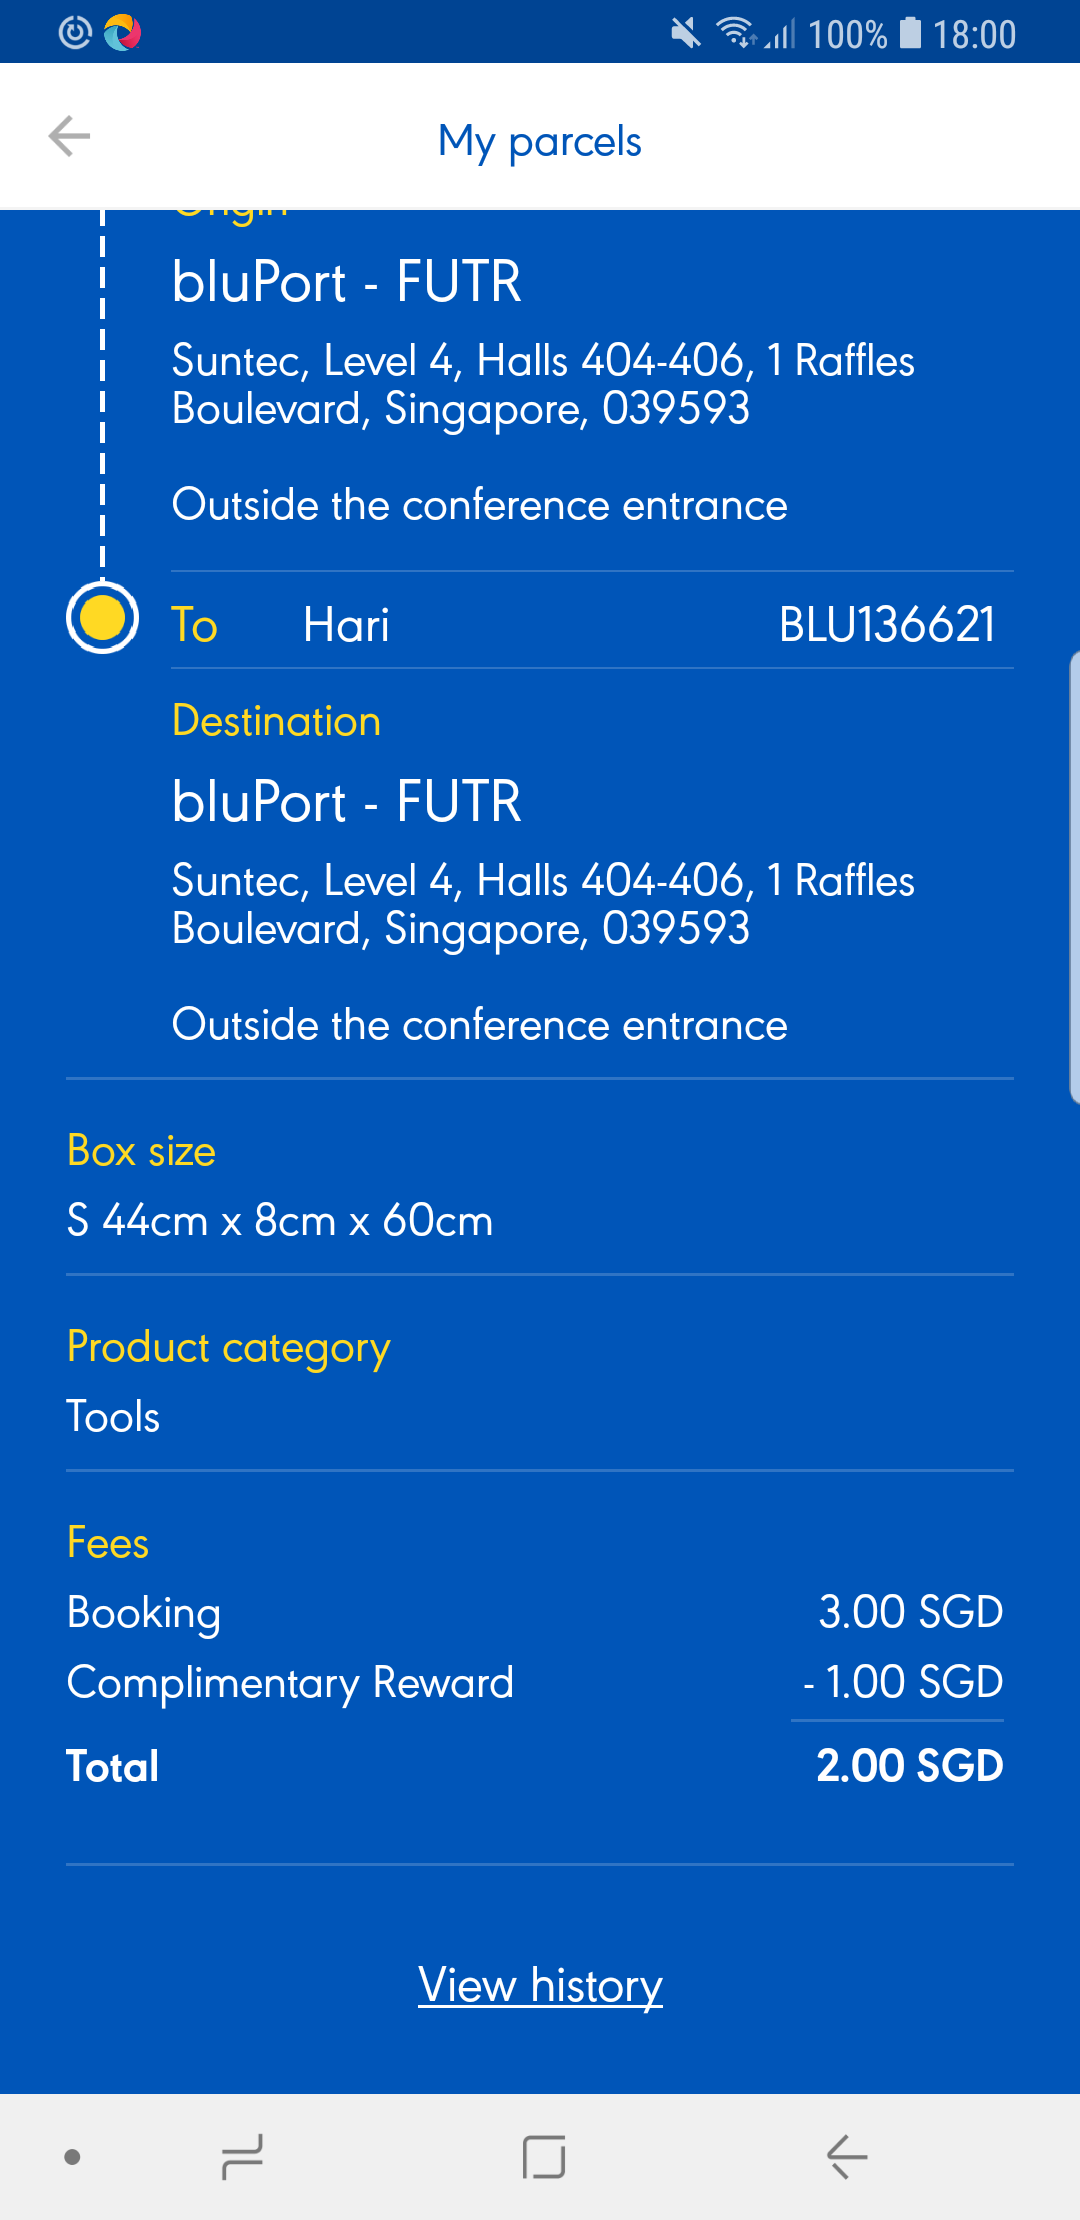 100% 18:00
My parcels
Origin
bluPort - FUTR
Suntec, Level 4, Halls 404-406, 1 Raffles
Boulevard, Singapore, 039593
Outside the conference entrance
To Hari BLU136621
Destination
bluPort - FUTR
Suntec, Level 4, Halls 404-406, 1 Raffles
Boulevard, Singapore, 039593
Outside the conference entrance
Box size
S 44cm x 8cm x 60cm
Product category
Tools
Fees
Booking 3.00 SGD
Complimentary Reward - 1.00 SGD
Total 2.00 SGD
View history